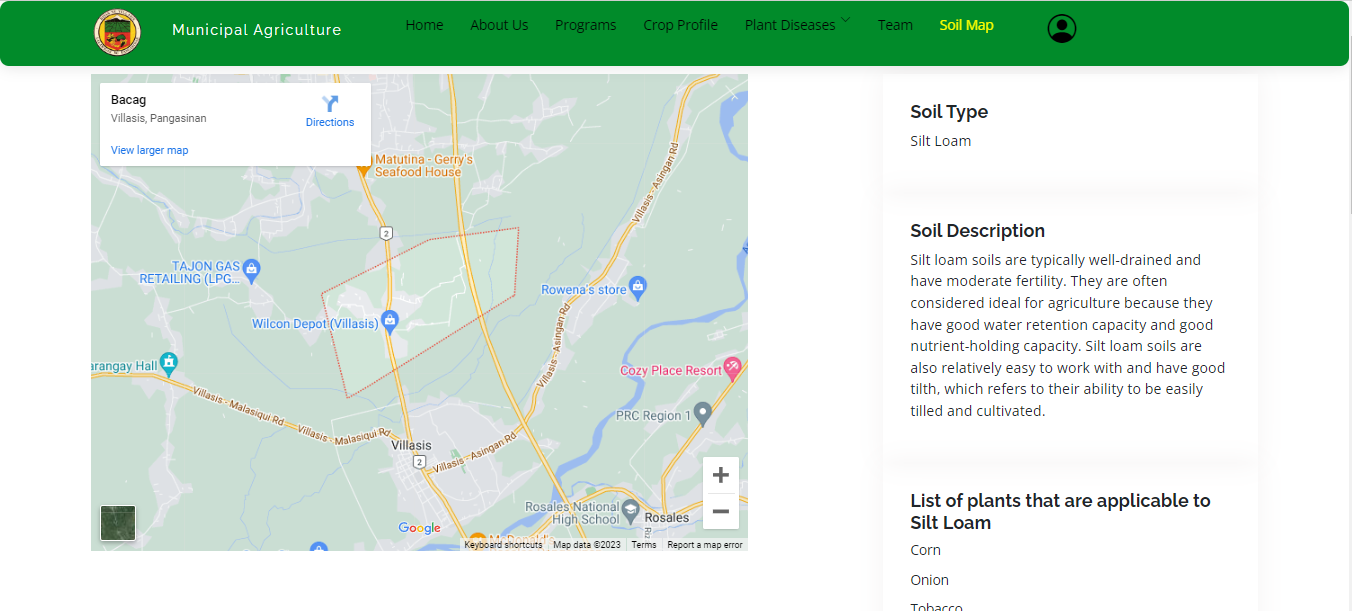 Municipal Agriculture
Home
About Us
Programs
Crop Profile
Plant Diseases
Team
Soil Map
Bacag
Villasis, Pangasinan
Directions
View larger map
Matutina - Gerry's
Seafood House
2
Villasis - Asingan Rd
TAJON GAS
RETAILING (LPG...
Rowena's store
Wilcon Depot (Villasis)
Villasis - Asingan Rd
arangay Hall
Cozy Place Resort
Villasis - Malasiqui Rd
Villasis - Malasiqui Rd
PRC Region 1
Villasis
2
Villasis - Asingan Rd
Rosales National
High School
Rosales
Google
McDonald's
Keyboard shortcuts
Map data ©2023
Terms
Report a map error
Soil Type
Silt Loam
Soil Description
Silt loam soils are typically well-drained and
have moderate fertility. They are often
considered ideal for agriculture because they
have good water retention capacity and good
nutrient-holding capacity. Silt loam soils are
also relatively easy to work with and have good
tilth, which refers to their ability to be easily
tilled and cultivated.
List of plants that are applicable to
Silt Loam
Corn
Onion
Tobacco